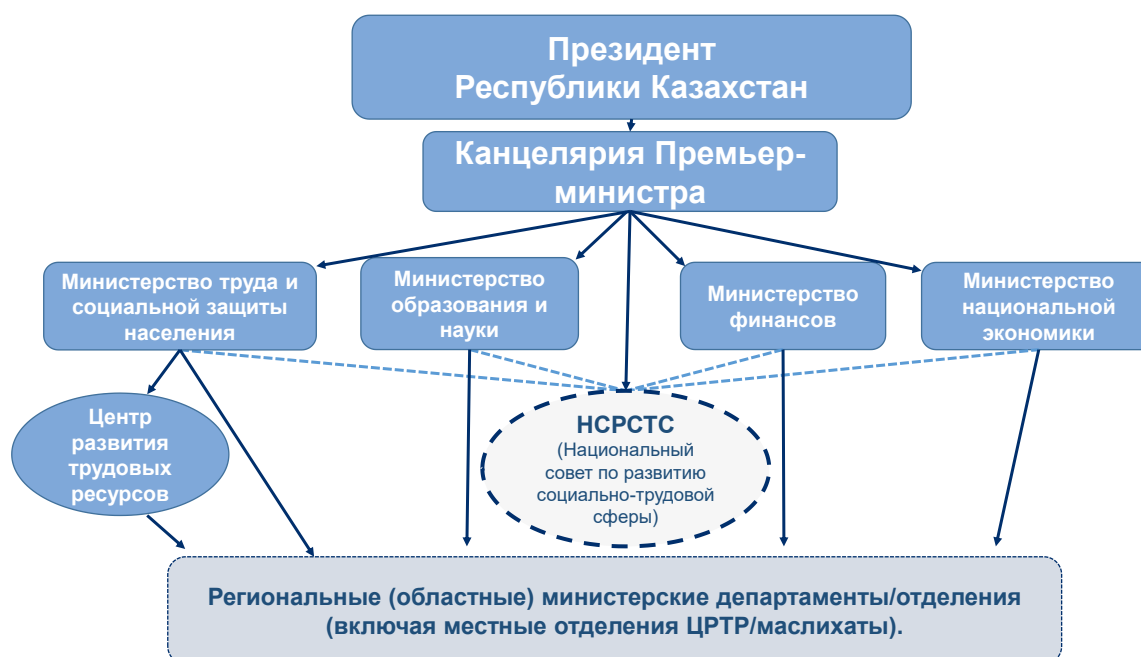 Президент
Республики Казахстан
Канцелярия Премьер-
министра
Министерство труда и
социальной защиты
населения
Министерство
образования и
науки
Министерство
финансов
Министерство
национальной
экономики
Центр
развития
трудовых
ресурсов
НСРСТС
(Национальный
совет по развитию
социально-трудовой
сферы)
Региональные (областные) министерские департаменты/отделения
(включая местные отделения ЦРТР/маслихаты).